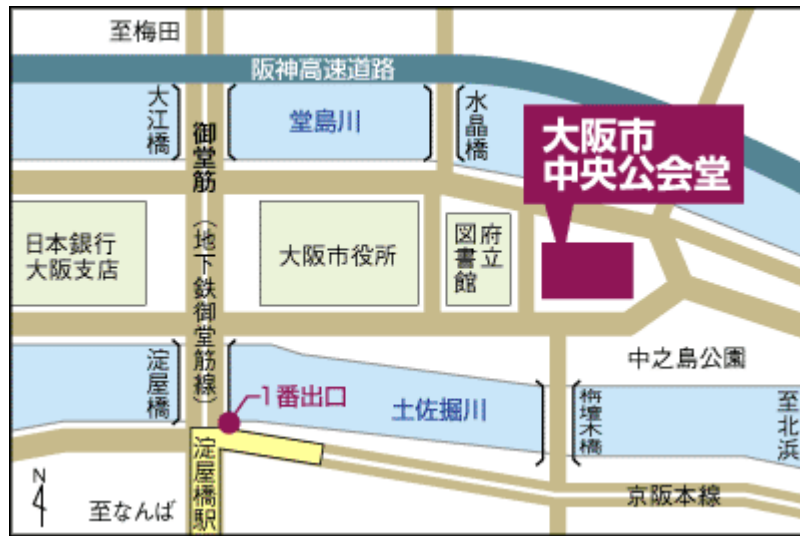 至梅田
阪神高速道路
大江橋
御堂筋
(地下鉄御堂筋線)
堂島川
水晶橋
大阪市
中央公会堂
日本銀行
大阪支店
大阪市役所
府立
図書館
淀屋橋
1番出口
土佐掘川
栴壇木橋
中之島公園
至北浜
淀屋橋駅
京阪本線
N
至なんば